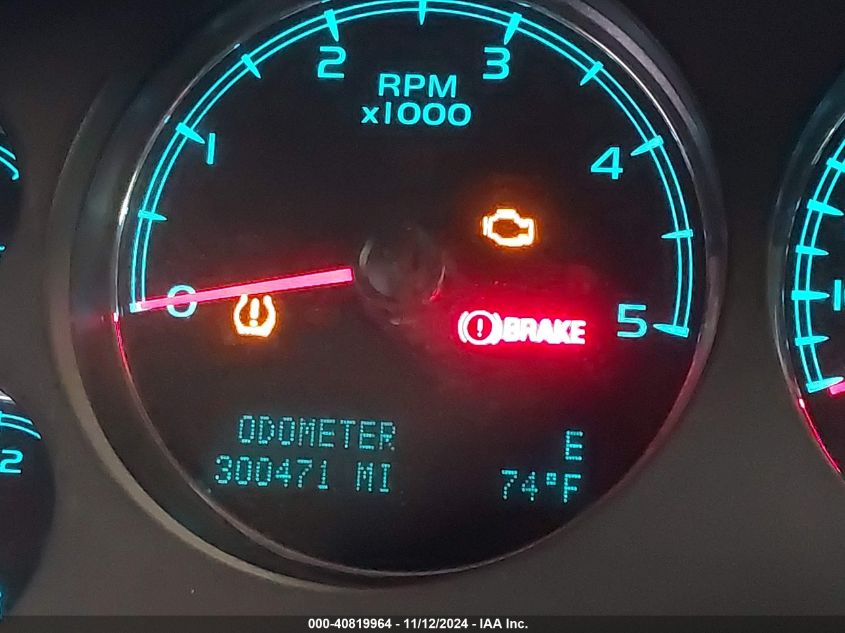 2 3
RPM
x1000
1 4
0 5
BRAKE
ODOMETER E
300471 MI 74°F
2
000-40819964 - 11/12/2024 - IAA Inc.